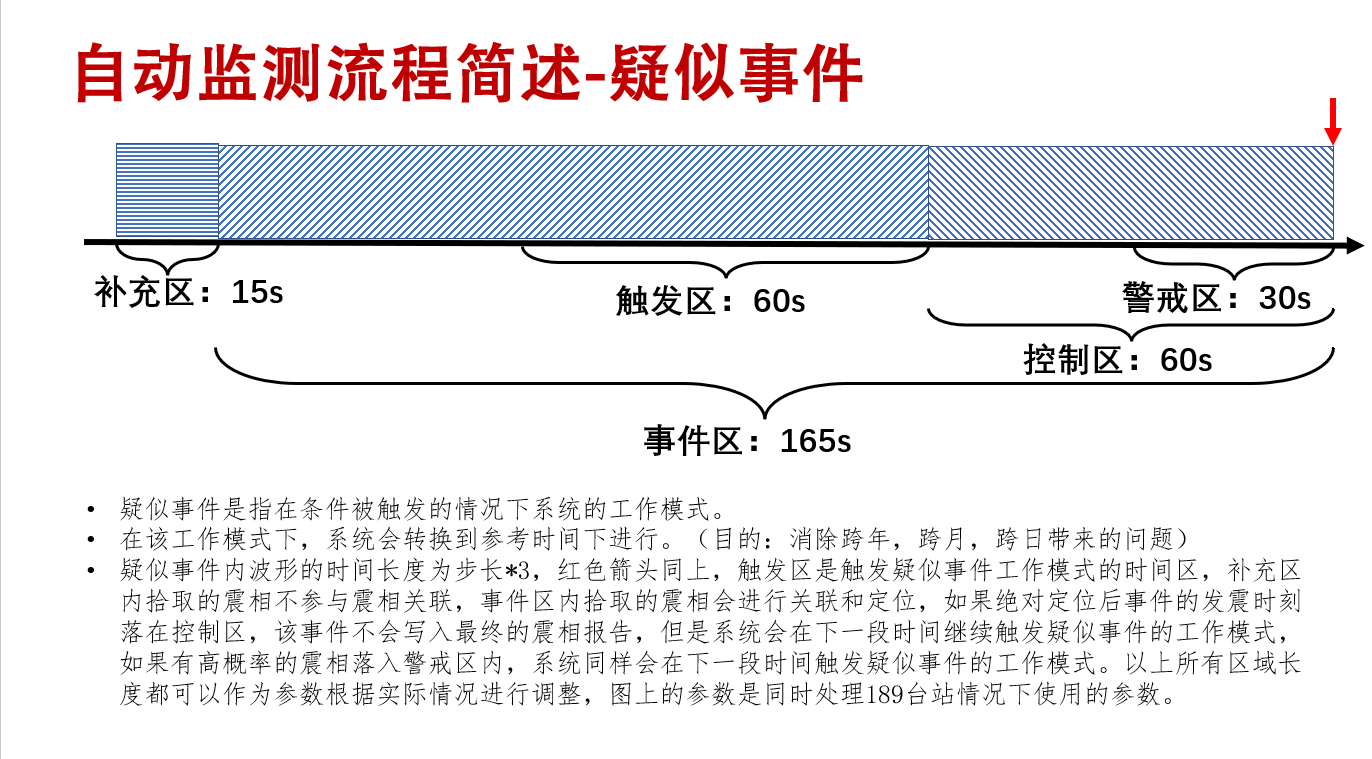 自动监测流程简述-疑似事件
补充区：15s
触发区：60s
警戒区：30s
控制区：60s
事件区：165s
• 疑似事件是指在条件被触发的情况下系统的工作模式。
• 在该工作模式下，系统会转换到参考时间下进行。（目的：消除跨年，跨月，跨日带来的问题）
• 疑似事件内波形的时间长度为步长*3，红色箭头同上，触发区是触发疑似事件工作模式的时间区，补充区
内拾取的震相不参与震相关联，事件区内拾取的震相会进行关联和定位，如果绝对定位后事件的发震时刻
落在控制区，该事件不会写入最终的震相报告，但是系统会在下一段时间继续触发疑似事件的工作模式，
如果有高概率的震相落入警戒区内，系统同样会在下一段时间触发疑似事件的工作模式。以上所有区域长
度都可以作为参数根据实际情况进行调整，图上的参数是同时处理189台站情况下使用的参数。